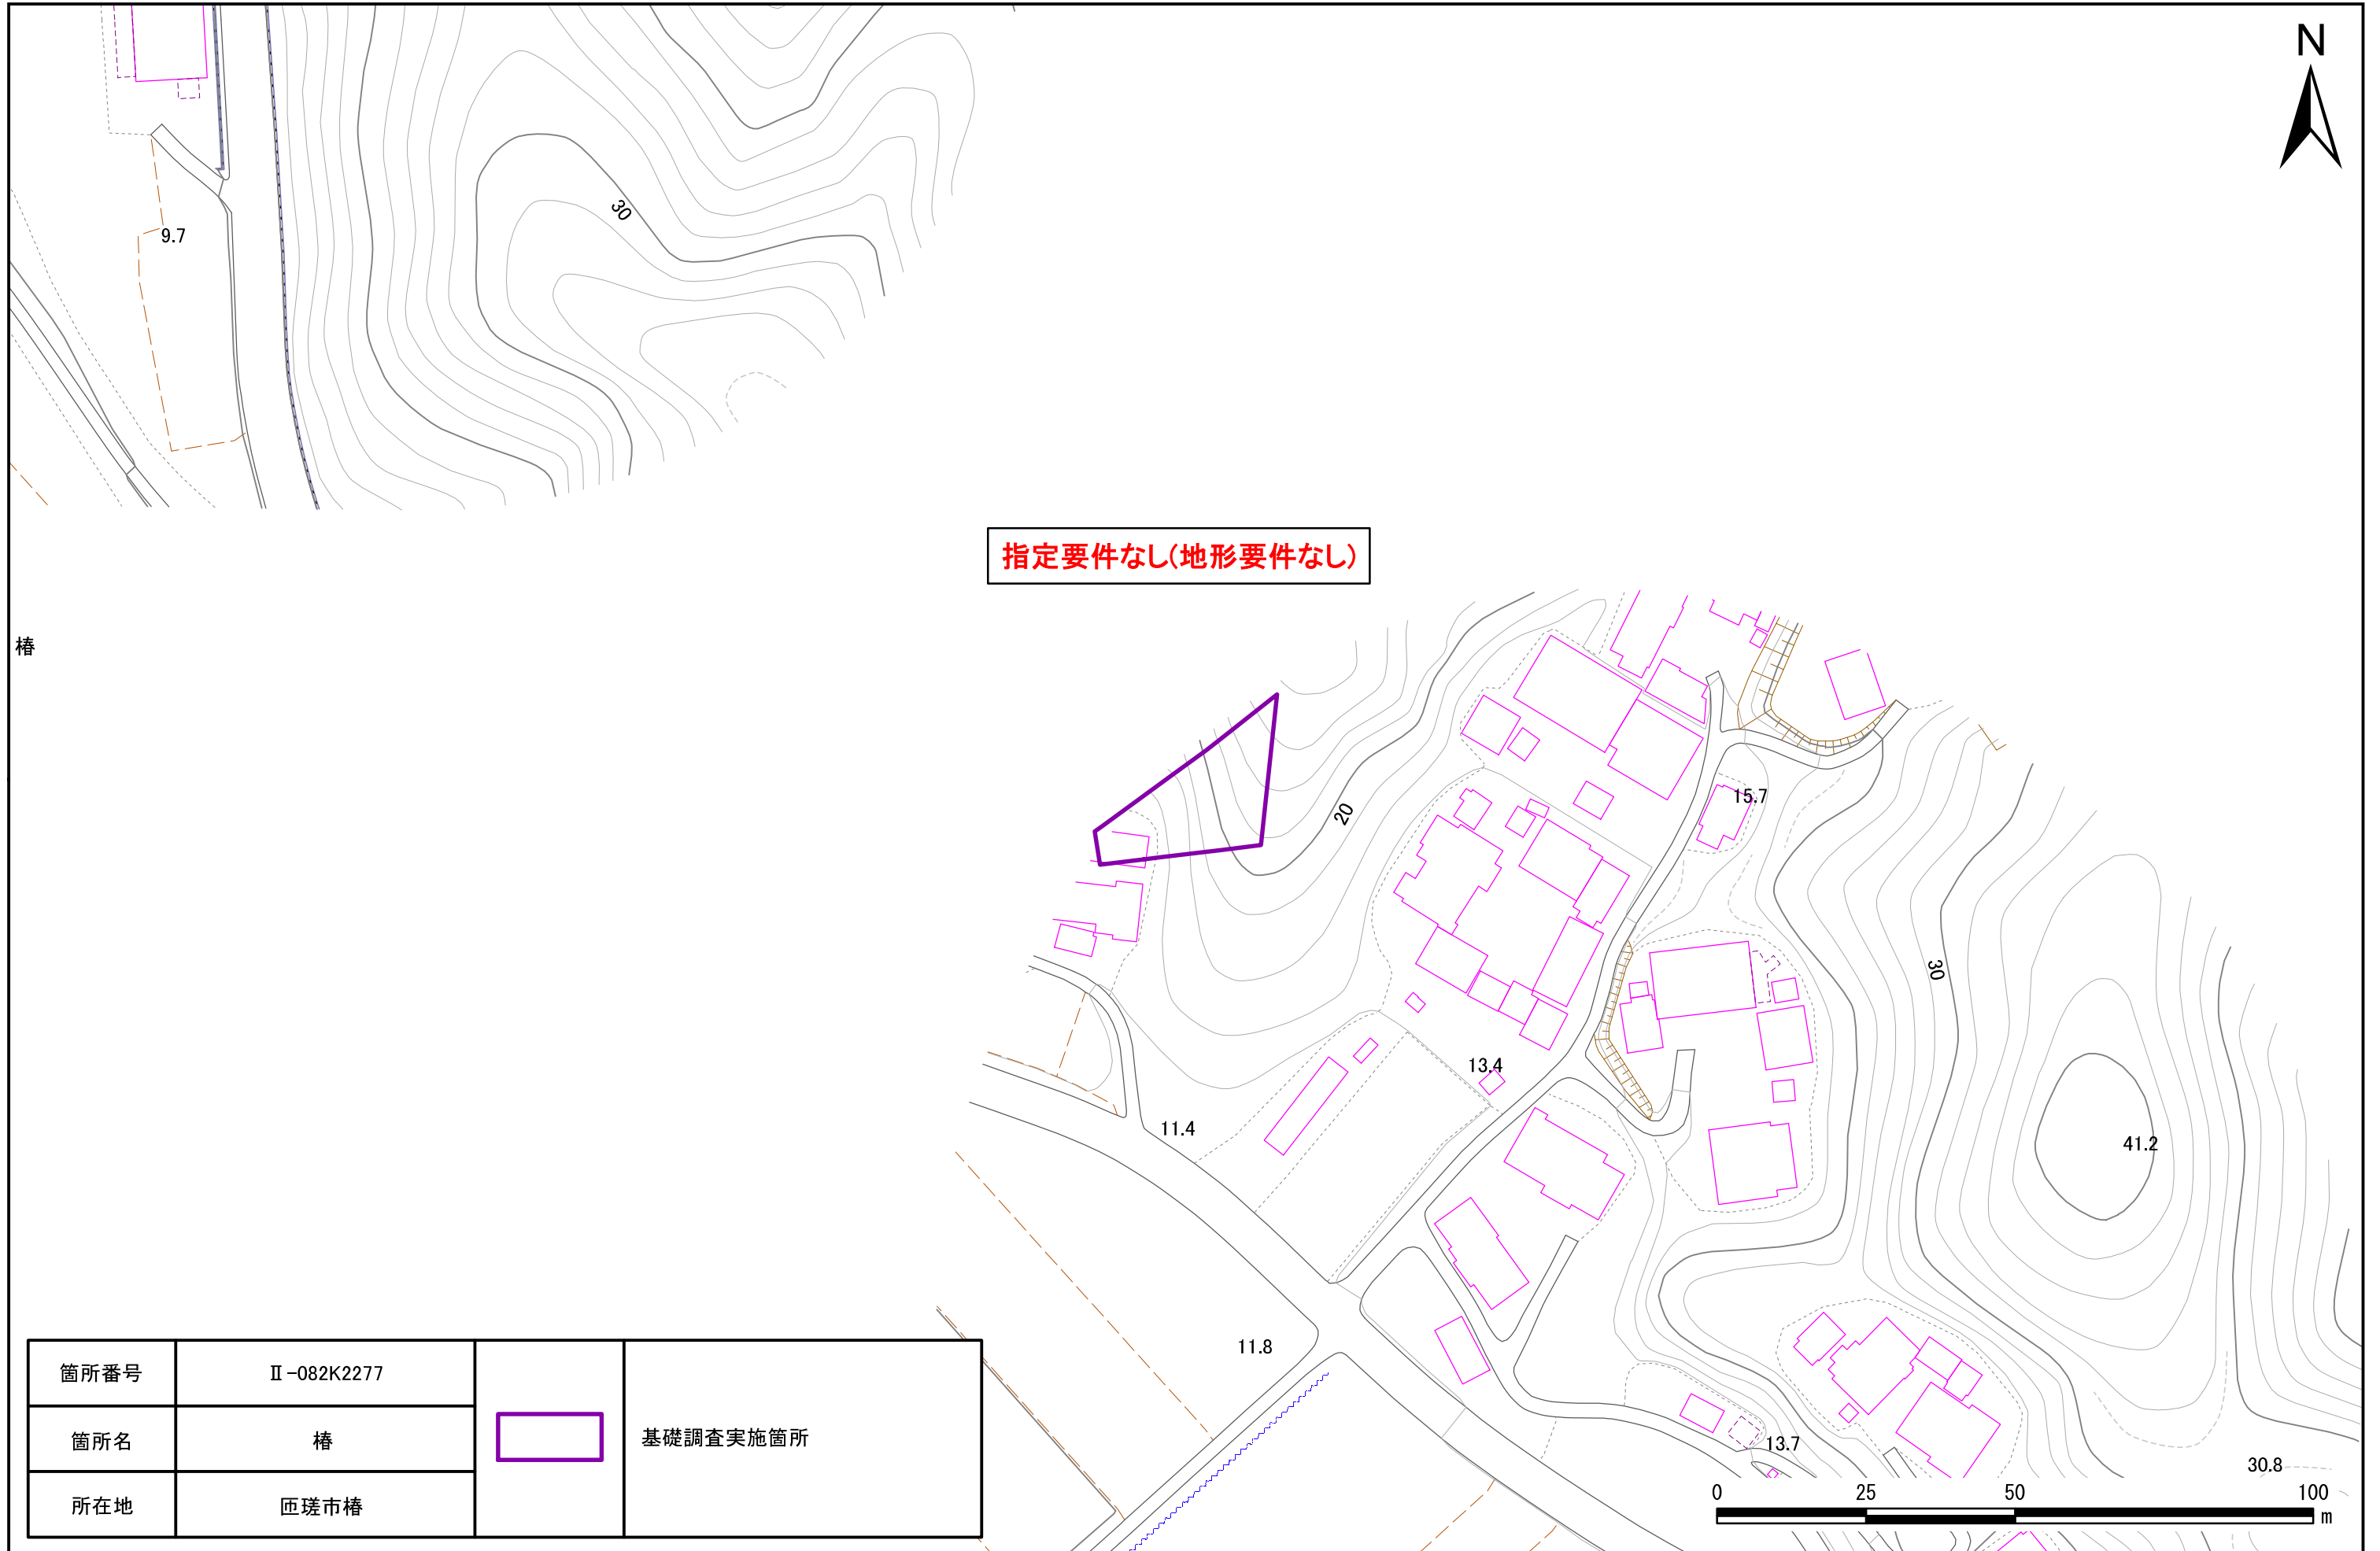 N
30
9.7
指定要件なし(地形要件なし)
椿
20
15.7
30
13.4
11.4
41.2
11.8
13.7
30.8
箇所番号 Ⅱ-082K2277
箇所名 椿
所在地 匝瑳市椿
基礎調査実施箇所
0 25 50 100
m